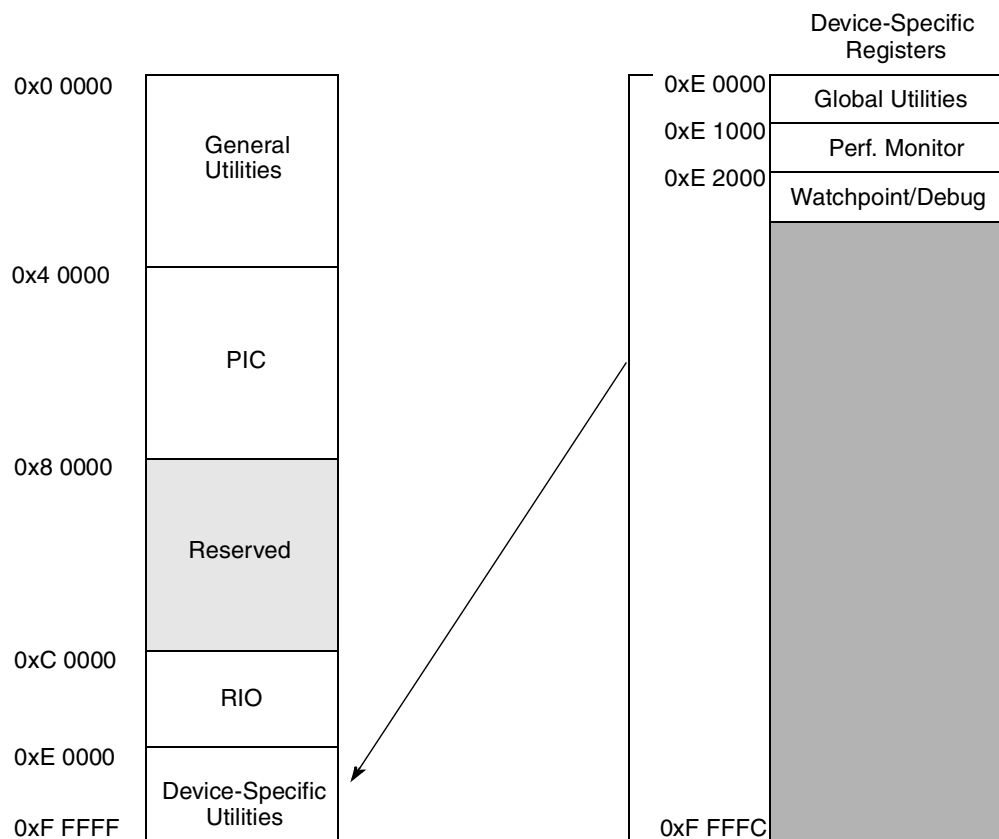 Device-Specific
Registers
0x0 0000
General
Utilities
0x4 0000
PIC
0x8 0000
Reserved
0xC 0000
RIO
0xE 0000
Device-Specific
Utilities
0xF FFFF
0xE 0000
Global Utilities
0xE 1000
Perf. Monitor
0xE 2000
Watchpoint/Debug
0xF FFFC